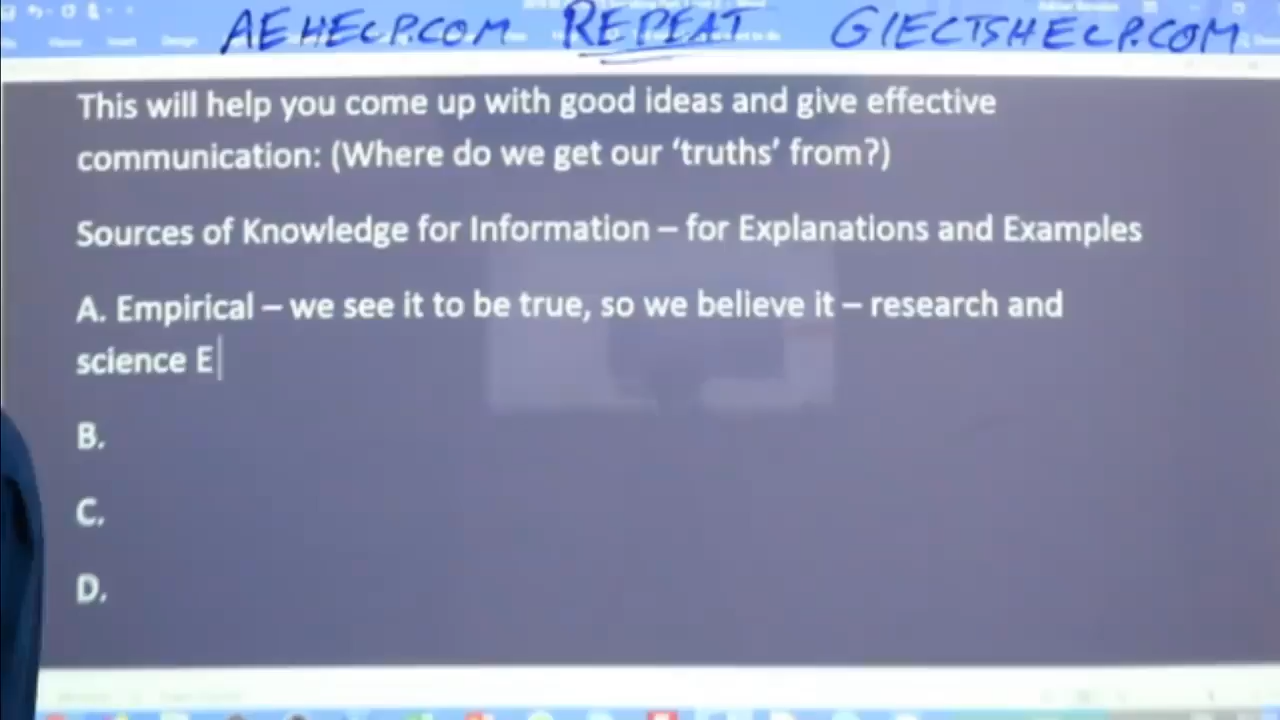 AEHELP.COM REPEAT GIELTSHELP.COM
This will help you come up with good ideas and give effective
communication: (Where do we get our ‘truths’ from?)
Sources of Knowledge for Information – for Explanations and Examples
A. Empirical – we see it to be true, so we believe it – research and
science E
B.
C.
D.